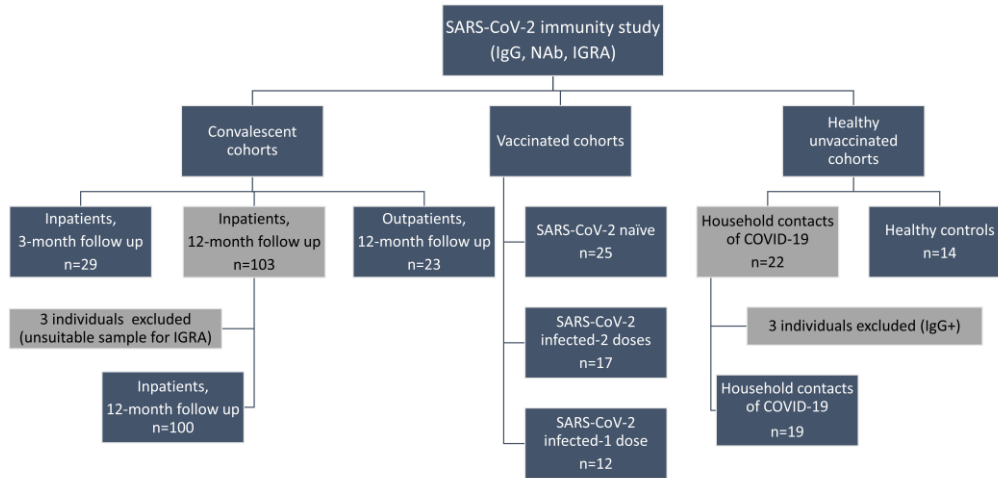 SARS-CoV-2 immunity study
(IgG, NAb, IGRA)
Convalescent
cohorts
Vaccinated cohorts
Healthy
unvaccinated
cohorts
Inpatients,
3-month follow up
n=29
Inpatients,
12-month follow up
n=103
Outpatients,
12-month follow up
n=23
SARS-CoV-2 naïve
n=25
Household contacts
of COVID-19
n=22
Healthy controls
n=14
3 individuals excluded
(unsuitable sample for IGRA)
SARS-CoV-2
infected-2 doses
n=17
3 individuals excluded (IgG+)
Inpatients,
12-month follow up
n=100
SARS-CoV-2
infected-1 dose
n=12
Household contacts
of COVID-19
n=19